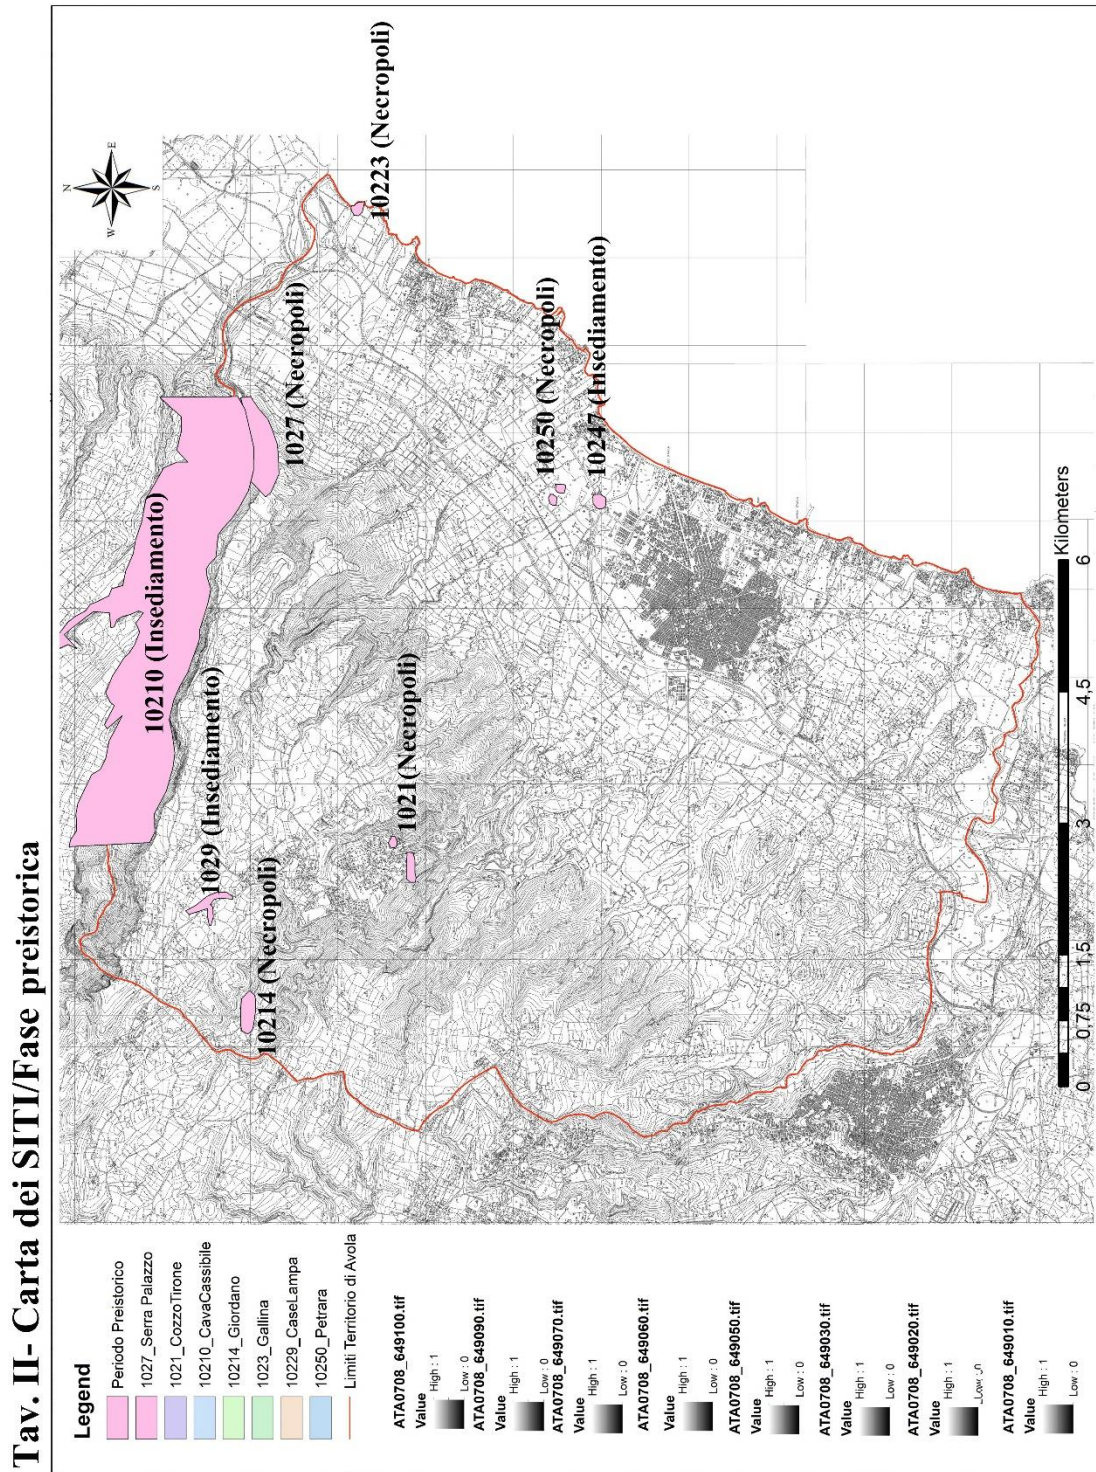 Tav. II- Carta dei SITI/Fase preistorica
N
E
S
W
10223 (Necropoli)
1027 (Necropoli)
10210 (Insediamento)
10250 (Necropoli)
10247 (Insediamento)
1029 (Insediamento)
1021(Necropoli)
10214 (Necropoli)
Legend
Periodo Preistorico
1027_Serra Palazzo
1021_CozzoTirone
10210_CavaCassibile
10214_Giordano
1023_Gallina
10229_CaseLampa
10250_Petrara
Limiti Territorio di Avola
ATA0708_649100.tif
Value
High : 1
Low : 0
ATA0708_649090.tif
Value
High : 1
Low : 0
ATA0708_649070.tif
Value
High : 1
Low : 0
ATA0708_649060.tif
Value
High : 1
Low : 0
ATA0708_649050.tif
Value
High : 1
Low : 0
ATA0708_649030.tif
Value
High : 1
Low : 0
ATA0708_649020.tif
Value
High : 1
Low : 0
ATA0708_649010.tif
Value
High : 1
Low : 0
0 0,75 1,5 3 4,5 6
Kilometers